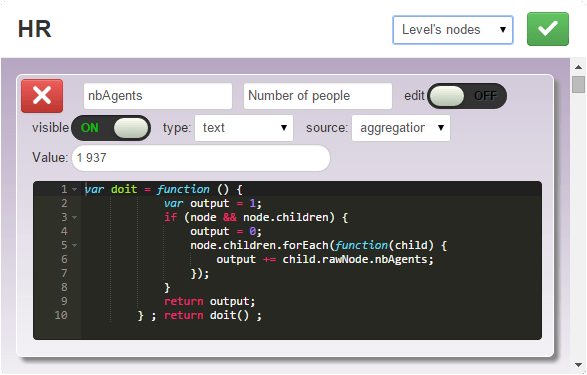 HR Level's nodes
nbAgents Number of people edit OFF
visible ON type: text source: aggregation
Value: 1 937
1 var doit = function () {
2 var output = 1;
3 if (node && node.children) {
4 output = 0;
5 node.children.forEach(function(child) {
6 output += child.rawNode.nbAgents;
7 });
8 }
9 return output;
10 } ; return doit() ;